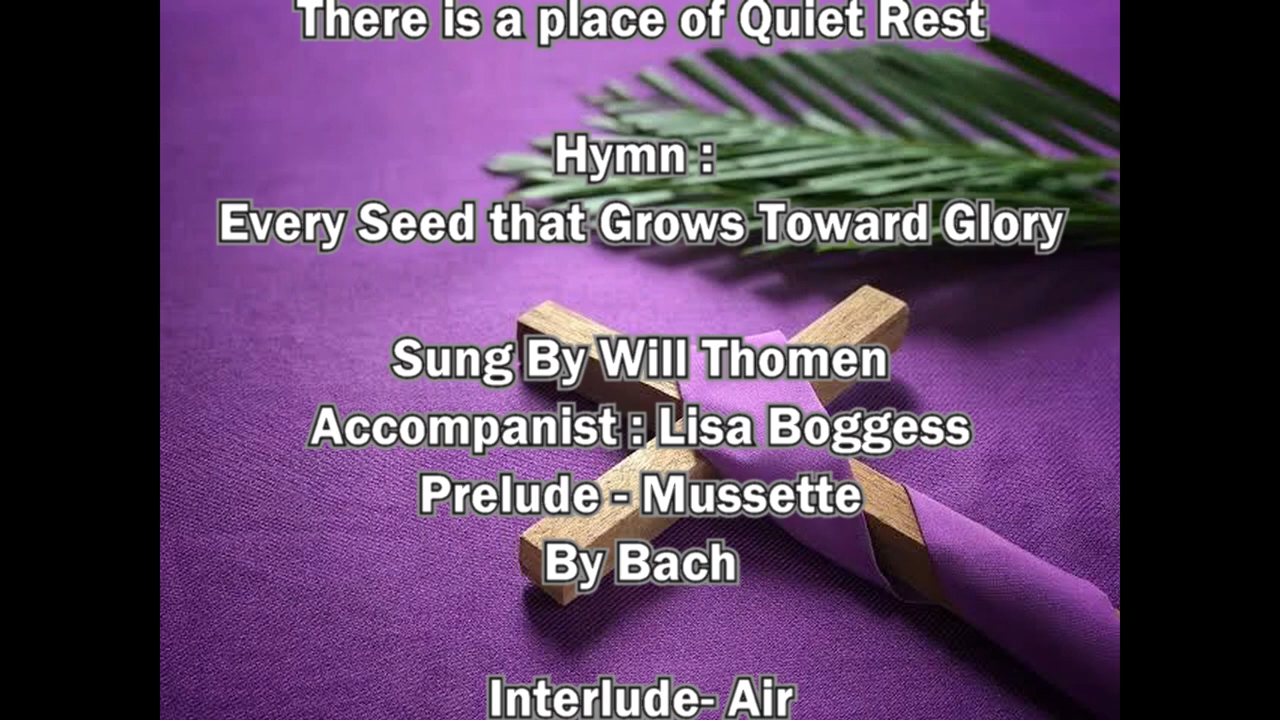 There is a place of Quiet Rest
Hymn :
Every Seed that Grows Toward Glory
Sung By Will Thomen
Accompanist : Lisa Boggess
Prelude - Mussette
By Bach
Interlude- Air